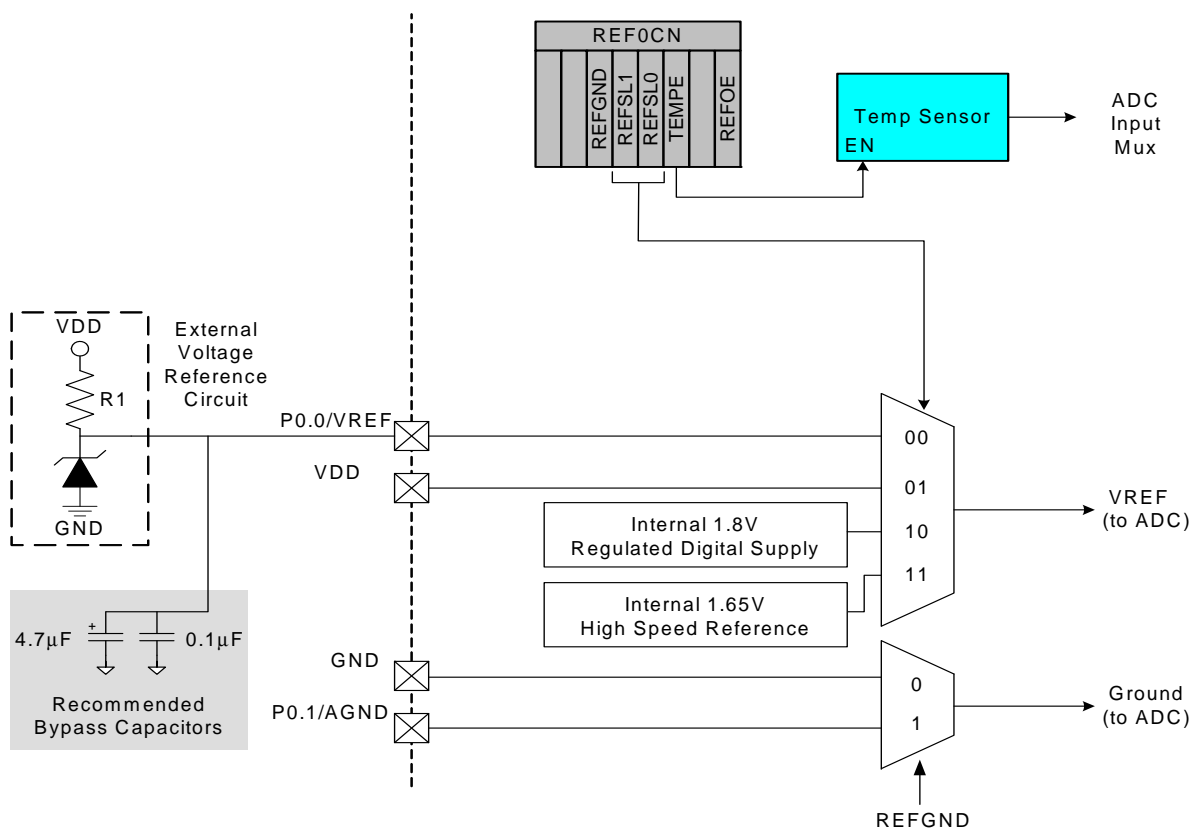 REF0CN
REFGND
REFSL1
REFSL0
TEMPE
REFOE
Temp Sensor
EN
ADC
Input
Mux
VDD
R1
GND
External
Voltage
Reference
Circuit
P0.0/VREF
VDD
00
01
10
11
Internal 1.8V
Regulated Digital Supply
Internal 1.65V
High Speed Reference
VREF
(to ADC)
+
4.7μF
0.1μF
Recommended
Bypass Capacitors
GND
P0.1/AGND
0
1
Ground
(to ADC)
REFGND